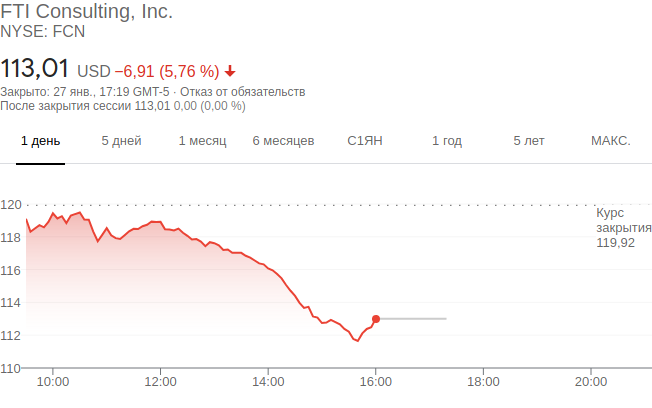 FTI Consulting, Inc.
NYSE: FCN
113,01 USD −6,91 (5,76 %)
Закрыто: 27 янв., 17:19 GMT-5 · Отказ от обязательств
После закрытия сессии 113,01 0,00 (0,00 %)
1 день 5 дней 1 месяц 6 месяцев С1ЯН 1 год 5 лет МАКС.
120
Курс
закрытия
119,92
118
116
114
112
110
10:00 12:00 14:00 16:00 18:00 20:00